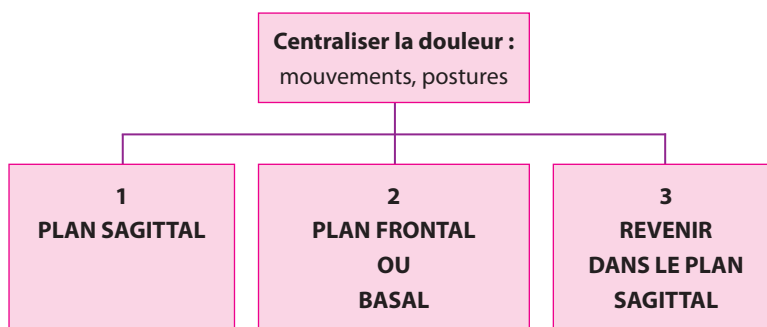 Centraliser la douleur :
mouvements, postures
1
PLAN SAGITTAL
2
PLAN FRONTAL
OU
BASAL
3
REVENIR
DANS LE PLAN
SAGITTAL